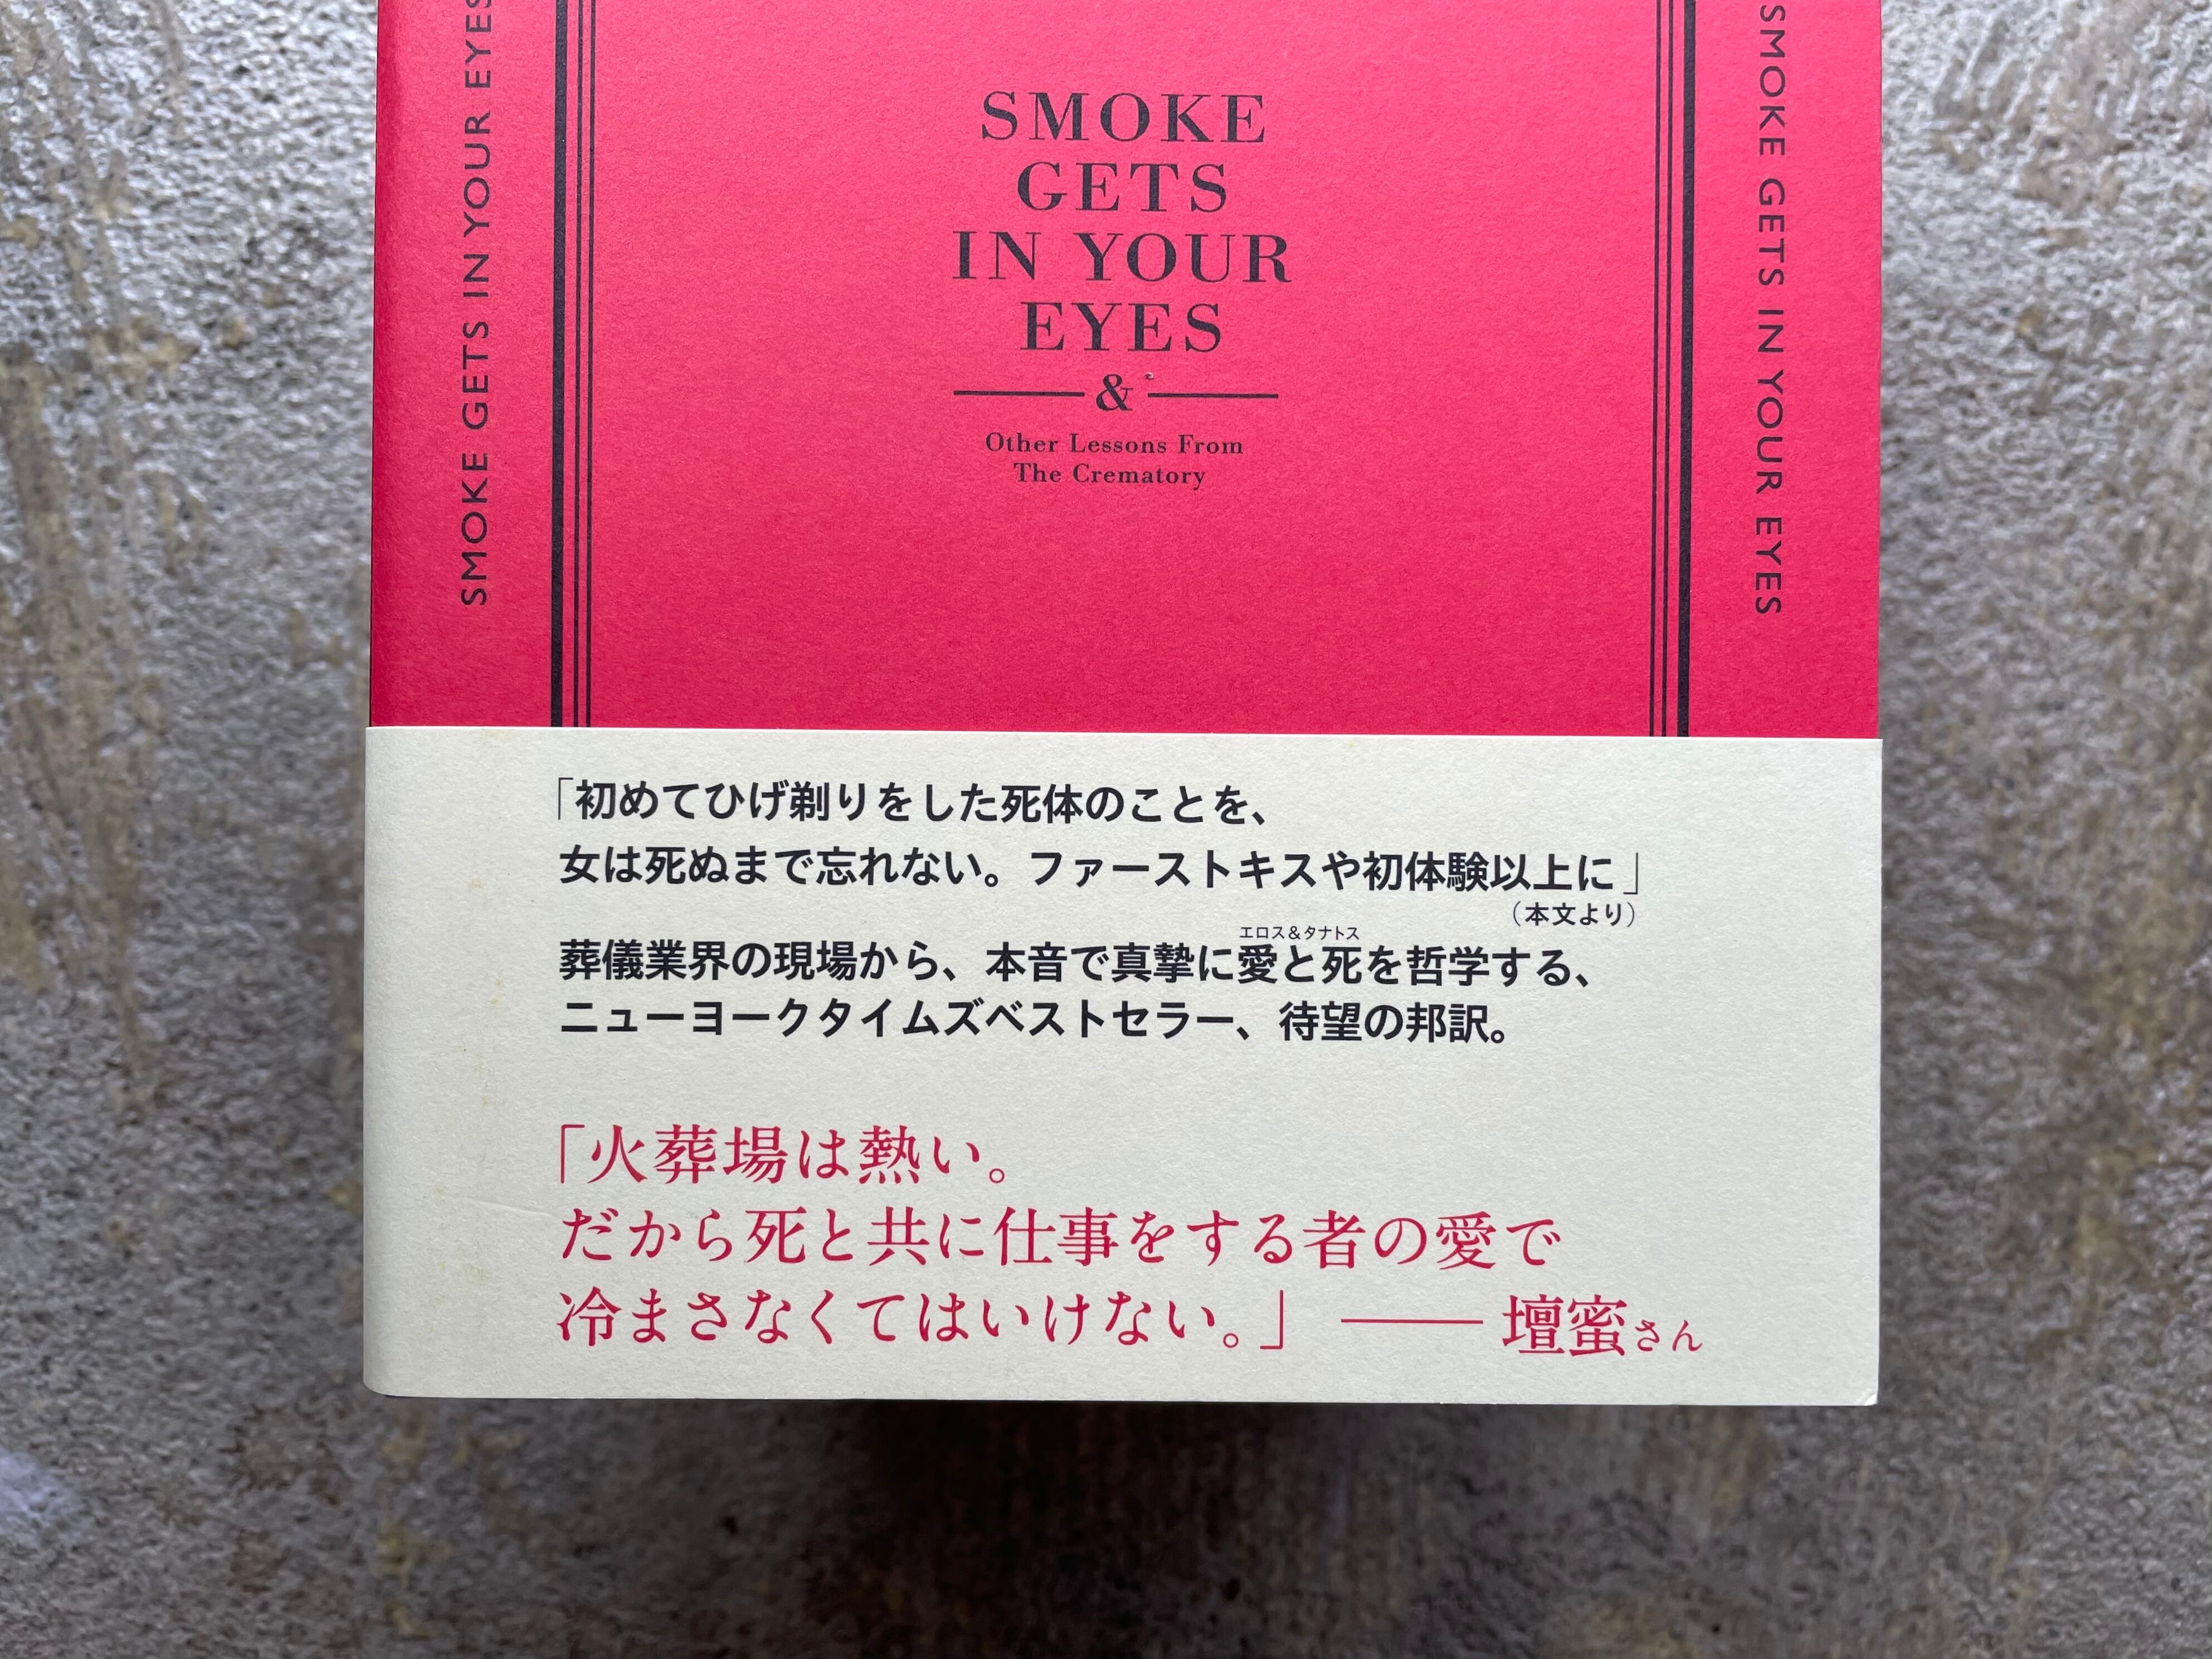 SMOKE GETS IN YOUR EYES
SMOKE
GETS
IN YOUR
EYES
&
Other Lessons From
The Crematory
SMOKE GETS IN YOUR EYES
「初めてひげ剃りをした死体のことを、
女は死ぬまで忘れない。ファーストキスや初体験以上に」
（本文より）
エロス&タナトス
葬儀業界の現場から、本音で真摯に愛と死を哲学する、
ニューヨークタイムズベストセラー、待望の邦訳。
「火葬場は熱い。
だから死と共に仕事をする者の愛で
冷まさなくてはいけない。」――壇蜜さん